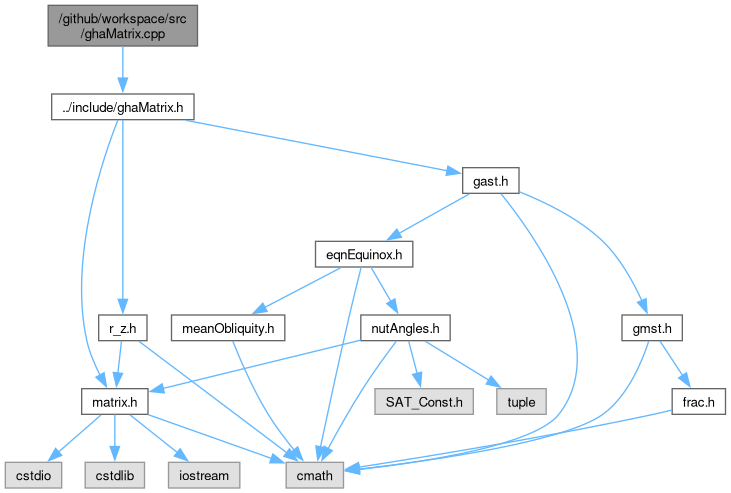 /github/workspace/src
/ghaMatrix.cpp
../include/ghaMatrix.h
gast.h
eqnEquinox.h
r_z.h
meanObliquity.h
nutAngles.h
gmst.h
matrix.h
SAT_Const.h
tuple
frac.h
cstdio
cstdlib
iostream
cmath